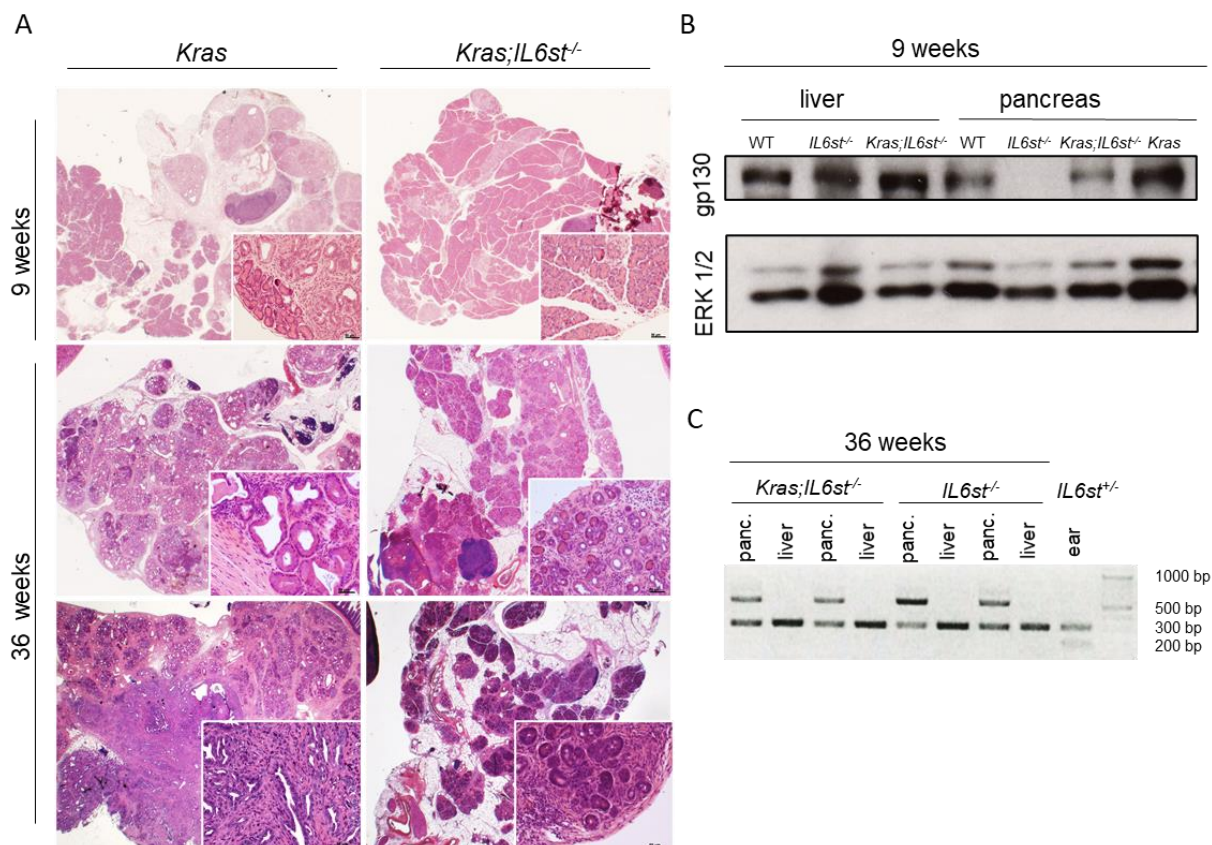 A
Kras
Kras;IL6st-/-
9 weeks
36 weeks
B
9 weeks
liver
pancreas
WT
IL6st-/-
Kras;IL6st-/-
WT
IL6st-/-
Kras;IL6st-/-
Kras
gp130
ERK 1/2
C
36 weeks
Kras;IL6st-/-
IL6st-/-
IL6st+/-
panc.
liver
panc.
liver
panc.
liver
panc.
liver
ear
1000 bp
500 bp
300 bp
200 bp